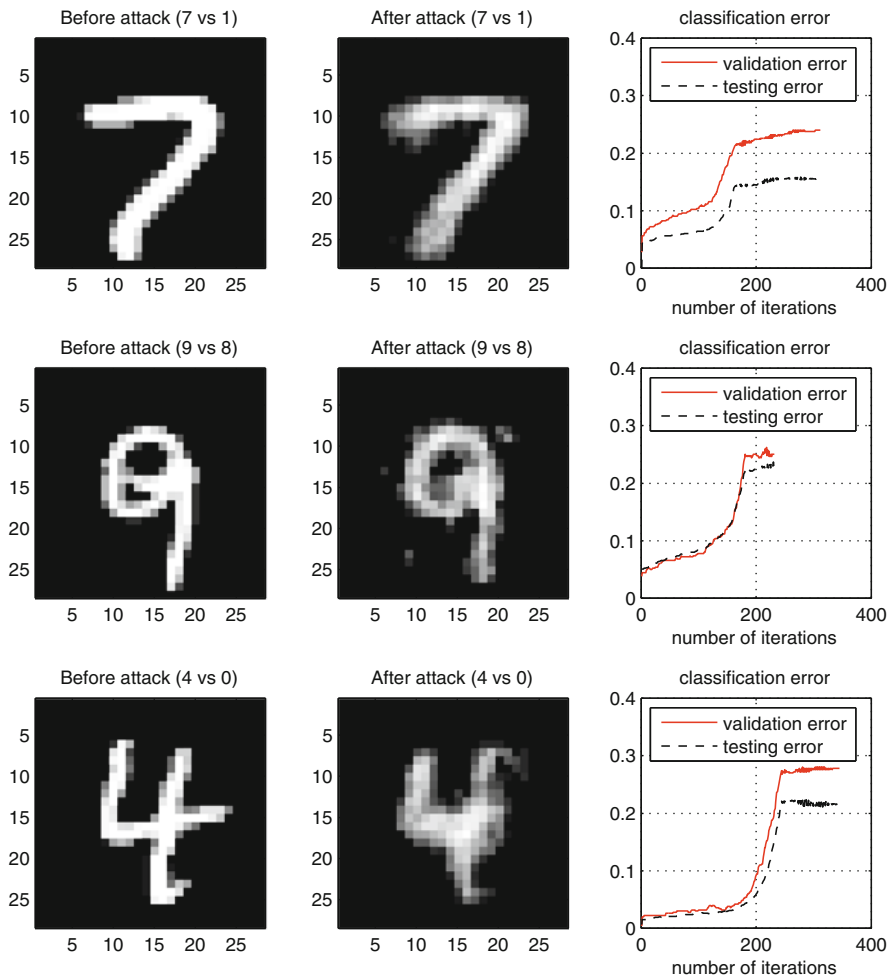 Before attack (7 vs 1)
After attack (7 vs 1)
classification error
5
10
15
20
25
5 10 15 20 25
5 10 15 20 25
validation error
testing error
0.4
0.3
0.2
0.1
0
0 200 400
number of iterations
Before attack (9 vs 8)
After attack (9 vs 8)
classification error
5
10
15
20
25
5 10 15 20 25
5 10 15 20 25
validation error
testing error
0.4
0.3
0.2
0.1
0
0 200 400
number of iterations
Before attack (4 vs 0)
After attack (4 vs 0)
classification error
5
10
15
20
25
5 10 15 20 25
5 10 15 20 25
validation error
testing error
0.4
0.3
0.2
0.1
0
0 200 400
number of iterations